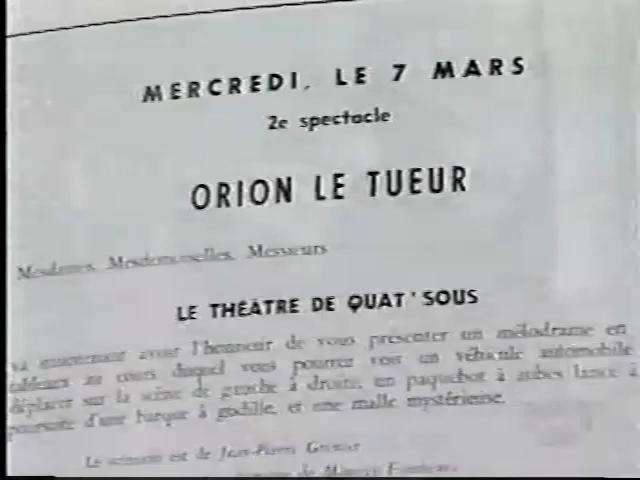 MERCREDI, LE 7 MARS
2e spectacle
ORION LE TUEUR
Mesdames, Mesdemoiselles, Messieurs
LE THÉÂTRE DE QUAT'SOUS
va maintenant avoir l'honneur de vous présenter un mélodrame en
tableaux au cours duquel vous pourrez voir un véhicule automobile
déplacer sur la scène de gauche à droite, un paquebot à aubes lancé à
poursuite d'une barque à godille, et une malle mystérieuse.
Le scénario est de Jean-Pierre
de Maurice